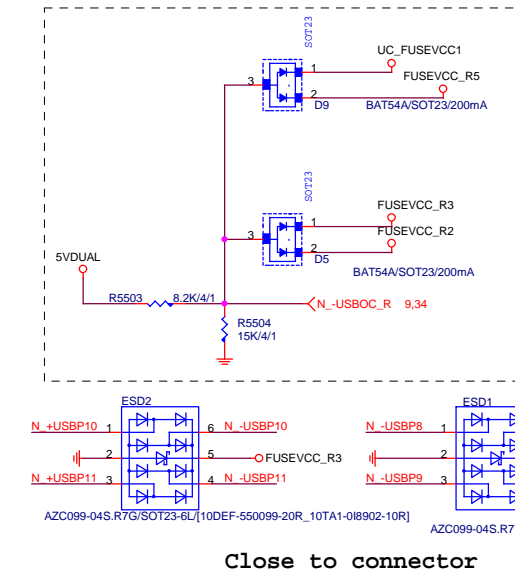 SOT23
UC_FUSEVCC1
FUSEVCC_R5
1
3
2
D9
BAT54A/SOT23/200mA
SOT23
FUSEVCC_R3
FUSEVCC_R2
1
3
2
D5
BAT54A/SOT23/200mA
5VDUAL
R5503 8.2K/4/1
N_-USBOC_R 9,34
R5504
15K/4/1
ESD2
N_+USBP10 1 6 N_-USBP10
2 5 FUSEVCC_R3
N_+USBP11 3 4 N_-USBP11
AZC099-04S.R7G/SOT23-6L/[10DEF-550099-20R_10TA1-0I8902-10R]
ESD1
N_-USBP8 1
2
N_-USBP9 3
AZC099-04S.R7
Close to connector